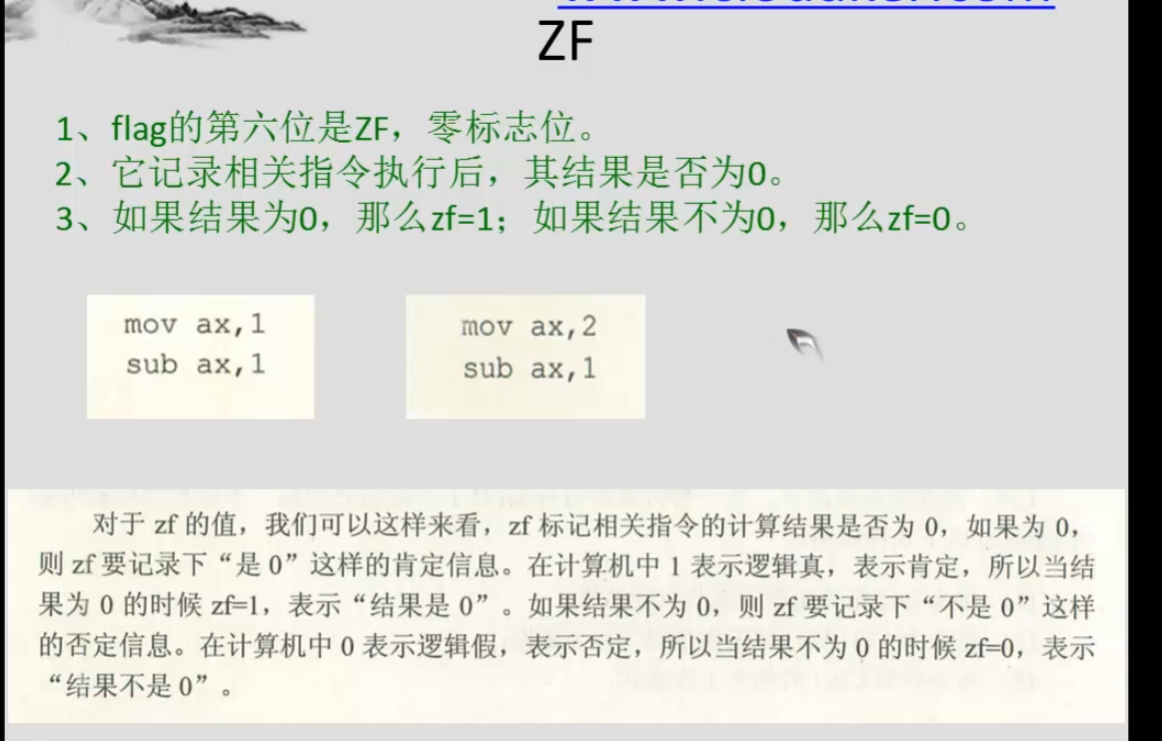 ZF
1、flag的第六位是ZF，零标志位。
2、它记录相关指令执行后，其结果是否为0。
3、如果结果为0，那么zf=1；如果结果不为0，那么zf=0。
mov ax,1
sub ax,1
mov ax,2
sub ax,1
对于 zf 的值，我们可以这样来看，zf 标记相关指令的计算结果是否为 0，如果为 0，
则 zf 要记录下“是 0”这样的肯定信息。在计算机中 1 表示逻辑真，表示肯定，所以当结
果为 0 的时候 zf=1，表示“结果是 0”。如果结果不为 0，则 zf 要记录下“不是 0”这样
的否定信息。在计算机中 0 表示逻辑假，表示否定，所以当结果不为 0 的时候 zf=0，表示
“结果不是 0”。